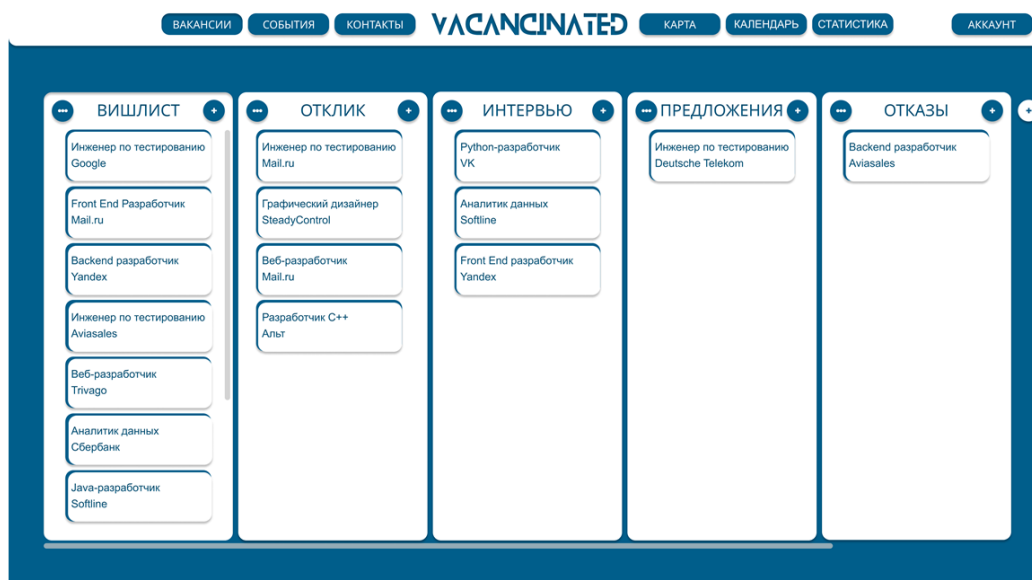 ВАКАНСИИ СОБЫТИЯ КОНТАКТЫ VACANCINATED КАРТА КАЛЕНДАРЬ СТАТИСТИКА АККАУНТ
ВИШЛИСТ
Инженер по тестированию
Google
Front End Разработчик
Mail.ru
Backend разработчик
Yandex
Инженер по тестированию
Aviasales
Веб-разработчик
Trivago
Аналитик данных
Сбербанк
Java-разработчик
Softline
ОТКЛИК
Инженер по тестированию
Mail.ru
Графический дизайнер
SteadyControl
Веб-разработчик
Mail.ru
Разработчик C++
Альт
ИНТЕРВЬЮ
Python-разработчик
VK
Аналитик данных
Softline
Front End разработчик
Yandex
ПРЕДЛОЖЕНИЯ
Инженер по тестированию
Deutsche Telekom
ОТКАЗЫ
Backend разработчик
Aviasales